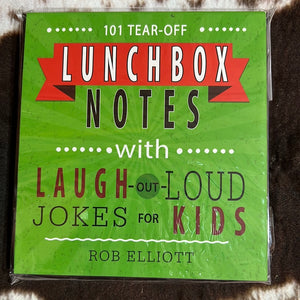 101 TEAR-OFF
LUNCHBOX
NOTES
with
LAUGH-OUT-LOUD
JOKES FOR KIDS
ROB ELLIOTT